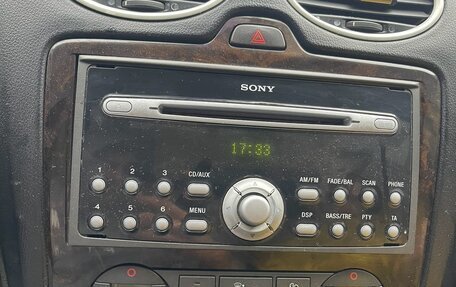 SONY
17:33
1 2 3 CD/AUX AM/FM FADE/BAL SCAN PHONE
4 5 6 MENU DSP BASS/TRE PTY TA